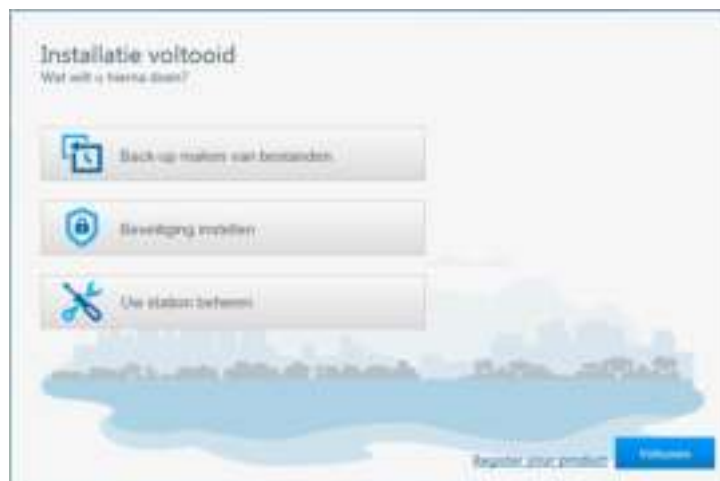 Installatie voltooid
Wat wilt u hierna doen?
Back-up maken van bestanden
Beveiliging instellen
Uw station beheren
Register your product
Voltooien